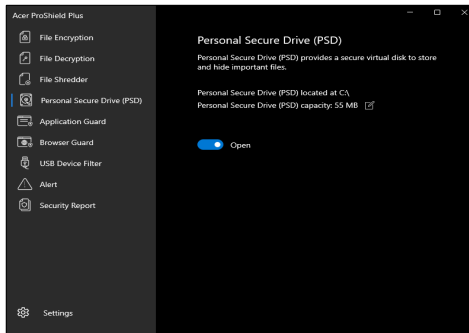 Acer ProShield Plus
File Encryption
File Decryption
File Shredder
Personal Secure Drive (PSD)
Application Guard
Browser Guard
USB Device Filter
Alert
Security Report
Settings
Personal Secure Drive (PSD)
Personal Secure Drive (PSD) provides a secure virtual disk to store
and hide important files.
Personal Secure Drive (PSD) located at C:\
Personal Secure Drive (PSD) capacity: 55 MB
Open